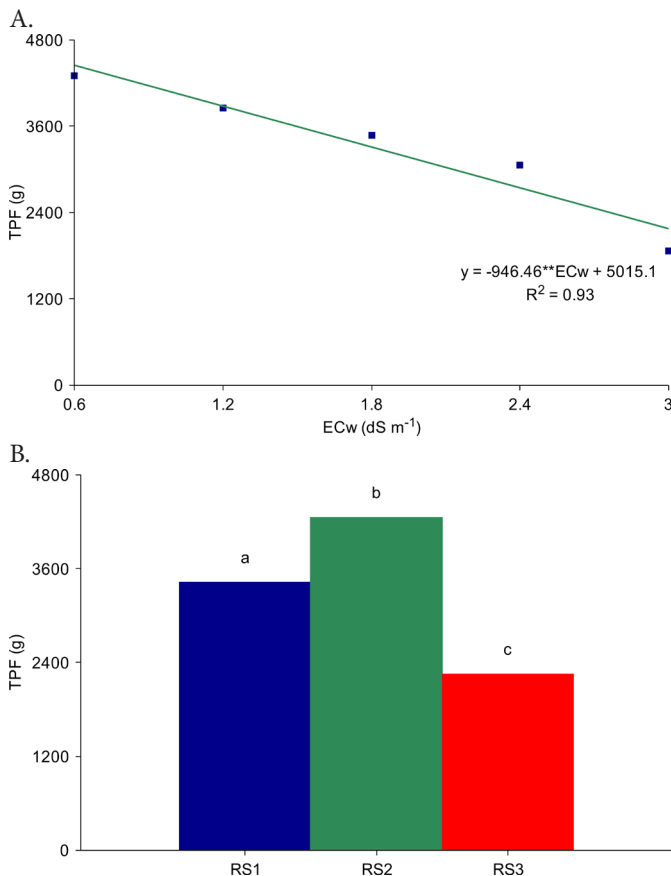 A.
4800
3600
2400
1200
0
TPF (g)
y = -946.46**ECw + 5015.1
R² = 0.93
0.6 1.2 1.8 2.4 3
ECw (dS m⁻¹)
B.
4800
3600
2400
1200
0
TPF (g)
a
b
c
RS1 RS2 RS3